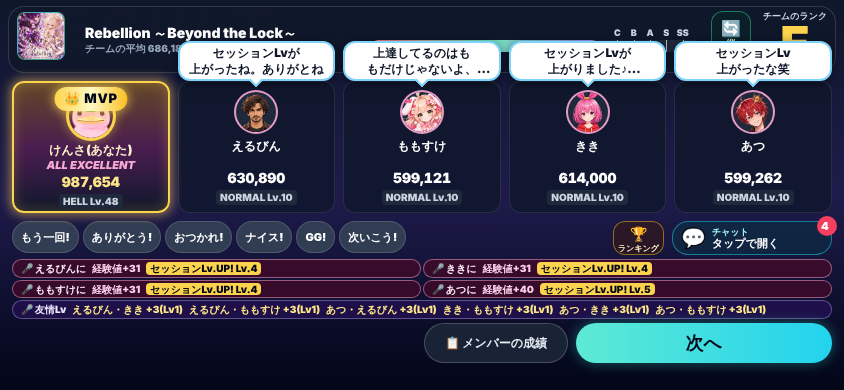 Rebellion ～Beyond the Lock～
チームの平均 686,18
C B A S SS
チームのランク
セッションLvが
上がったね。ありがとね
上達してるのはも
もだけじゃないよ、...
セッションLvが
上がりました♪...
セッションLv
上がったな笑
MVP
けんさ(あなた)
ALL EXCELLENT
987,654
HELL Lv.48
えるびん
630,890
NORMAL Lv.10
ももすけ
599,121
NORMAL Lv.10
きき
614,000
NORMAL Lv.10
あつ
599,262
NORMAL Lv.10
もう一回! ありがとう! おつかれ! ナイス! GG! 次いこう!
ランキング
チャット
タップで開く
4
えるびんに 経験値+31 セッションLv.UP! Lv.4
ききに 経験値+31 セッションLv.UP! Lv.4
ももすけに 経験値+31 セッションLv.UP! Lv.4
あつに 経験値+40 セッションLv.UP! Lv.5
友情Lv えるびん・きき +3(Lv1) えるびん・ももすけ +3(Lv1) あつ・えるびん +3(Lv1) きき・ももすけ +3(Lv1) あつ・きき +3(Lv1) あつ・ももすけ +3(Lv1)
メンバーの成績
次へ